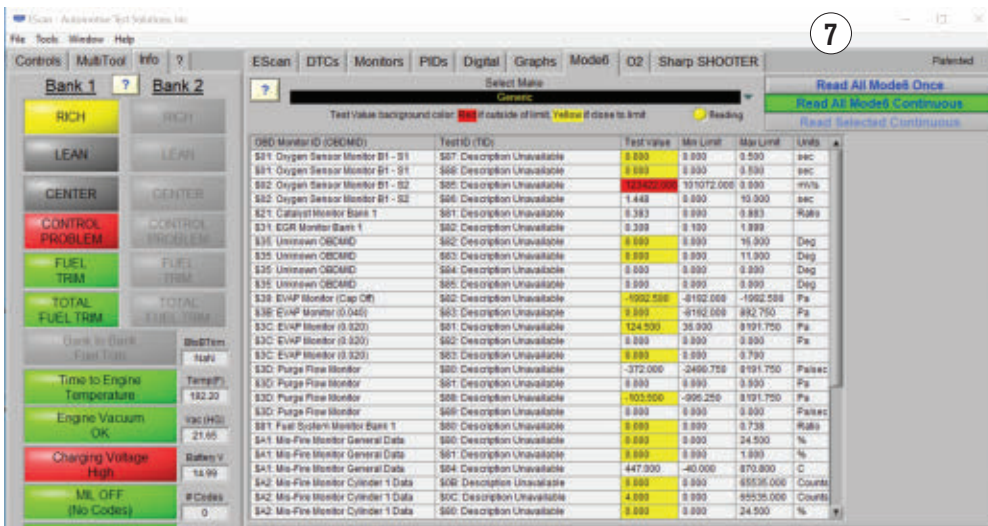 EScan : Automotive Test Solutions, Inc
7
File Tools Window Help
Controls MultiTool Info ?
EScan DTCs Monitors PIDs Digital Graphs Mode6 O2 Sharp SHOOTER Patented
Bank 1 ? Bank 2
? Select Make
Generic
Test Value background color: Red if outside of limit, Yellow if close to limit Reading
Read All Mode6 Once
Read All Mode6 Continuous
Read Selected Continuous
RICH RICH
LEAN LEAN
CENTER CENTER
CONTROL PROBLEM CONTROL PROBLEM
FUEL TRIM FUEL TRIM
TOTAL FUEL TRIM TOTAL FUEL TRIM
Bank to Bank Fuel Trim BtoBTrim
NaN
Time to Engine Temperature Temp(F)
182.20
Engine Vacuum OK Vac(HG)
21.65
Charging Voltage High Battery V
14.99
MIL OFF (No Codes) # Codes
0
OBD Monitor ID (OBDMID) Test ID (TID) Test Value Min Limit Max Limit Units
$01: Oxygen Sensor Monitor B1 - S1 $87: Description Unavailable 0.000 0.000 0.500 sec
$01: Oxygen Sensor Monitor B1 - S1 $88: Description Unavailable 0.000 0.000 0.500 sec
$02: Oxygen Sensor Monitor B1 - S2 $85: Description Unavailable 101072.000 0.000 mV/s
$02: Oxygen Sensor Monitor B1 - S2 Description Unavailable 1.448 0.000 10.000 sec
$21: Catalyst Monitor Bank 1 $81: Description Unavailable 0.383 0.000 0.883 Ratio
$31: EGR Monitor Bank 1 $82: Description Unavailable 0.309 0.100 1.999
$35: Unknown OBDMID $82: Description Unavailable 0.000 0.000 16.000 Deg
$35: Unknown OBDMID $83: Description Unavailable 0.000 0.000 11.000 Deg
$35: Unknown OBDMID $84: Description Unavailable 0.000 0.000 0.000 Deg
$35: Unknown OBDMID $85: Description Unavailable 0.000 0.000 0.000 Deg
$39: EVAP Monitor (Cap Off) $82: Description Unavailable -8192.000 Pa
$3B: EVAP Monitor (0.040) $83: Description Unavailable 0.000 -8192.000 892.750 Pa
$3C: EVAP Monitor (0.020) $81: Description Unavailable 124.500 8191.750 Pa
$3C: EVAP Monitor (0.020) $82: Description Unavailable 0.000 0.000 0.000 Pa
$3C: EVAP Monitor (0.020) $83: Description Unavailable 0.000 0.000 0.700
$3D: Purge Flow Monitor $80: Description Unavailable -372.000 8191.750 Pa/sec
$3D: Purge Flow Monitor $81: Description Unavailable 0.000 0.000 0.000 Pa
$3D: Purge Flow Monitor Description Unavailable -103.500 8191.750 Pa
$3D: Purge Flow Monitor Description Unavailable 0.000 0.000 0.000 Pa/sec
$81: Fuel System Monitor Bank 1 $80: Description Unavailable 0.000 0.000 0.738 Ratio
$A1: Mis-Fire Monitor General Data $80: Description Unavailable 0.000 0.000 24.500 %
$A1: Mis-Fire Monitor General Data $81: Description Unavailable 0.000 0.000 1.000 %
$A1: Mis-Fire Monitor General Data $84: Description Unavailable 447.000 -40.000 870.800 C
$A2: Mis-Fire Monitor Cylinder 1 Data $0B: Description Unavailable 0.000 0.000 65535.000 Counts
$A2: Mis-Fire Monitor Cylinder 1 Data $0C: Description Unavailable 4.000 0.000 65535.000 Counts
$A2: Mis-Fire Monitor Cylinder 1 Data $80: Description Unavailable 0.000 0.000 24.500 %